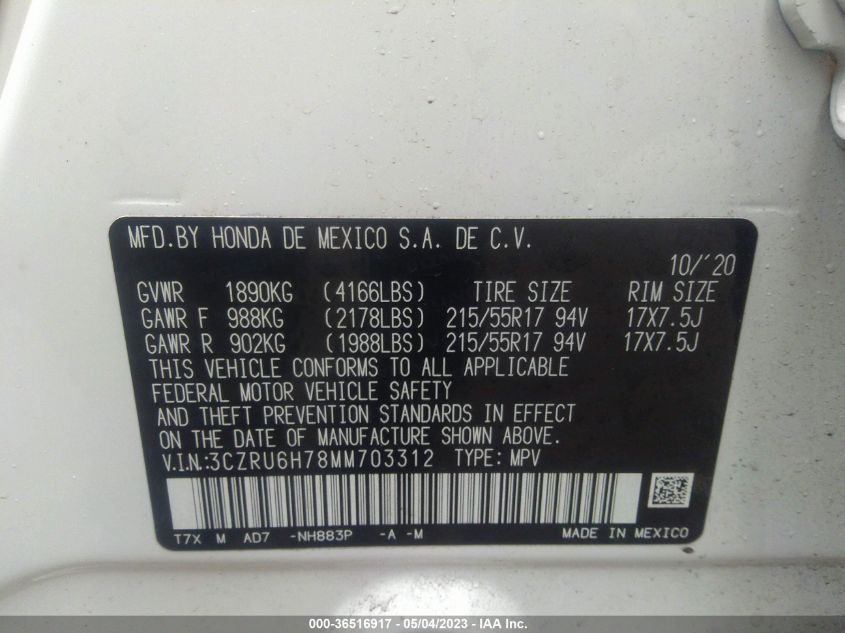 MFD.BY HONDA DE MEXICO S.A. DE C.V.
10/'20
GVWR 1890KG (4166LBS) TIRE SIZE RIM SIZE
GAWR F 988KG (2178LBS) 215/55R17 94V 17X7.5J
GAWR R 902KG (1988LBS) 215/55R17 94V 17X7.5J
THIS VEHICLE CONFORMS TO ALL APPLICABLE
FEDERAL MOTOR VEHICLE SAFETY
AND THEFT PREVENTION STANDARDS IN EFFECT
ON THE DATE OF MANUFACTURE SHOWN ABOVE.
V.I.N.:3CZRU6H78MM703312 TYPE: MPV
T7X M AD7 -NH883P -A -M MADE IN MEXICO
000-36516917 - 05/04/2023 - IAA Inc.